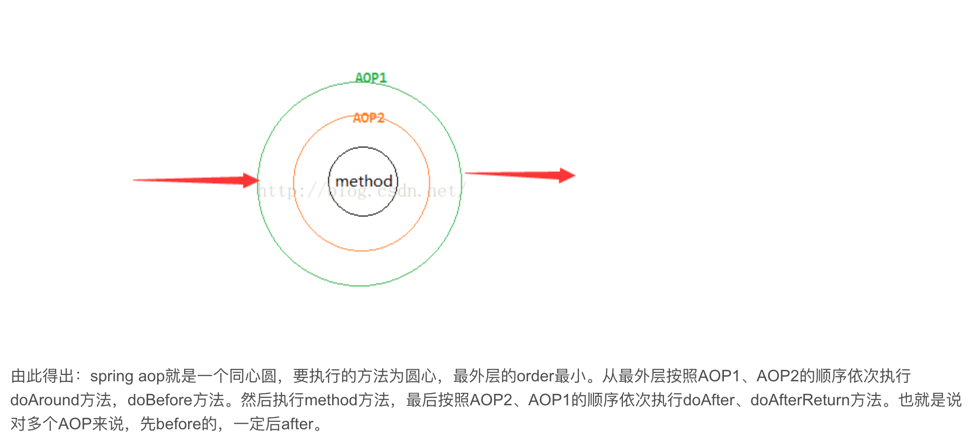 AOP1
AOP2
method
http://blog.csdn.net/
由此得出：spring aop就是一个同心圆，要执行的方法为圆心，最外层的order最小。从最外层按照AOP1、AOP2的顺序依次执行
doAround方法，doBefore方法。然后执行method方法，最后按照AOP2、AOP1的顺序依次执行doAfter、doAfterReturn方法。也就是说
对多个AOP来说，先before的，一定后after。